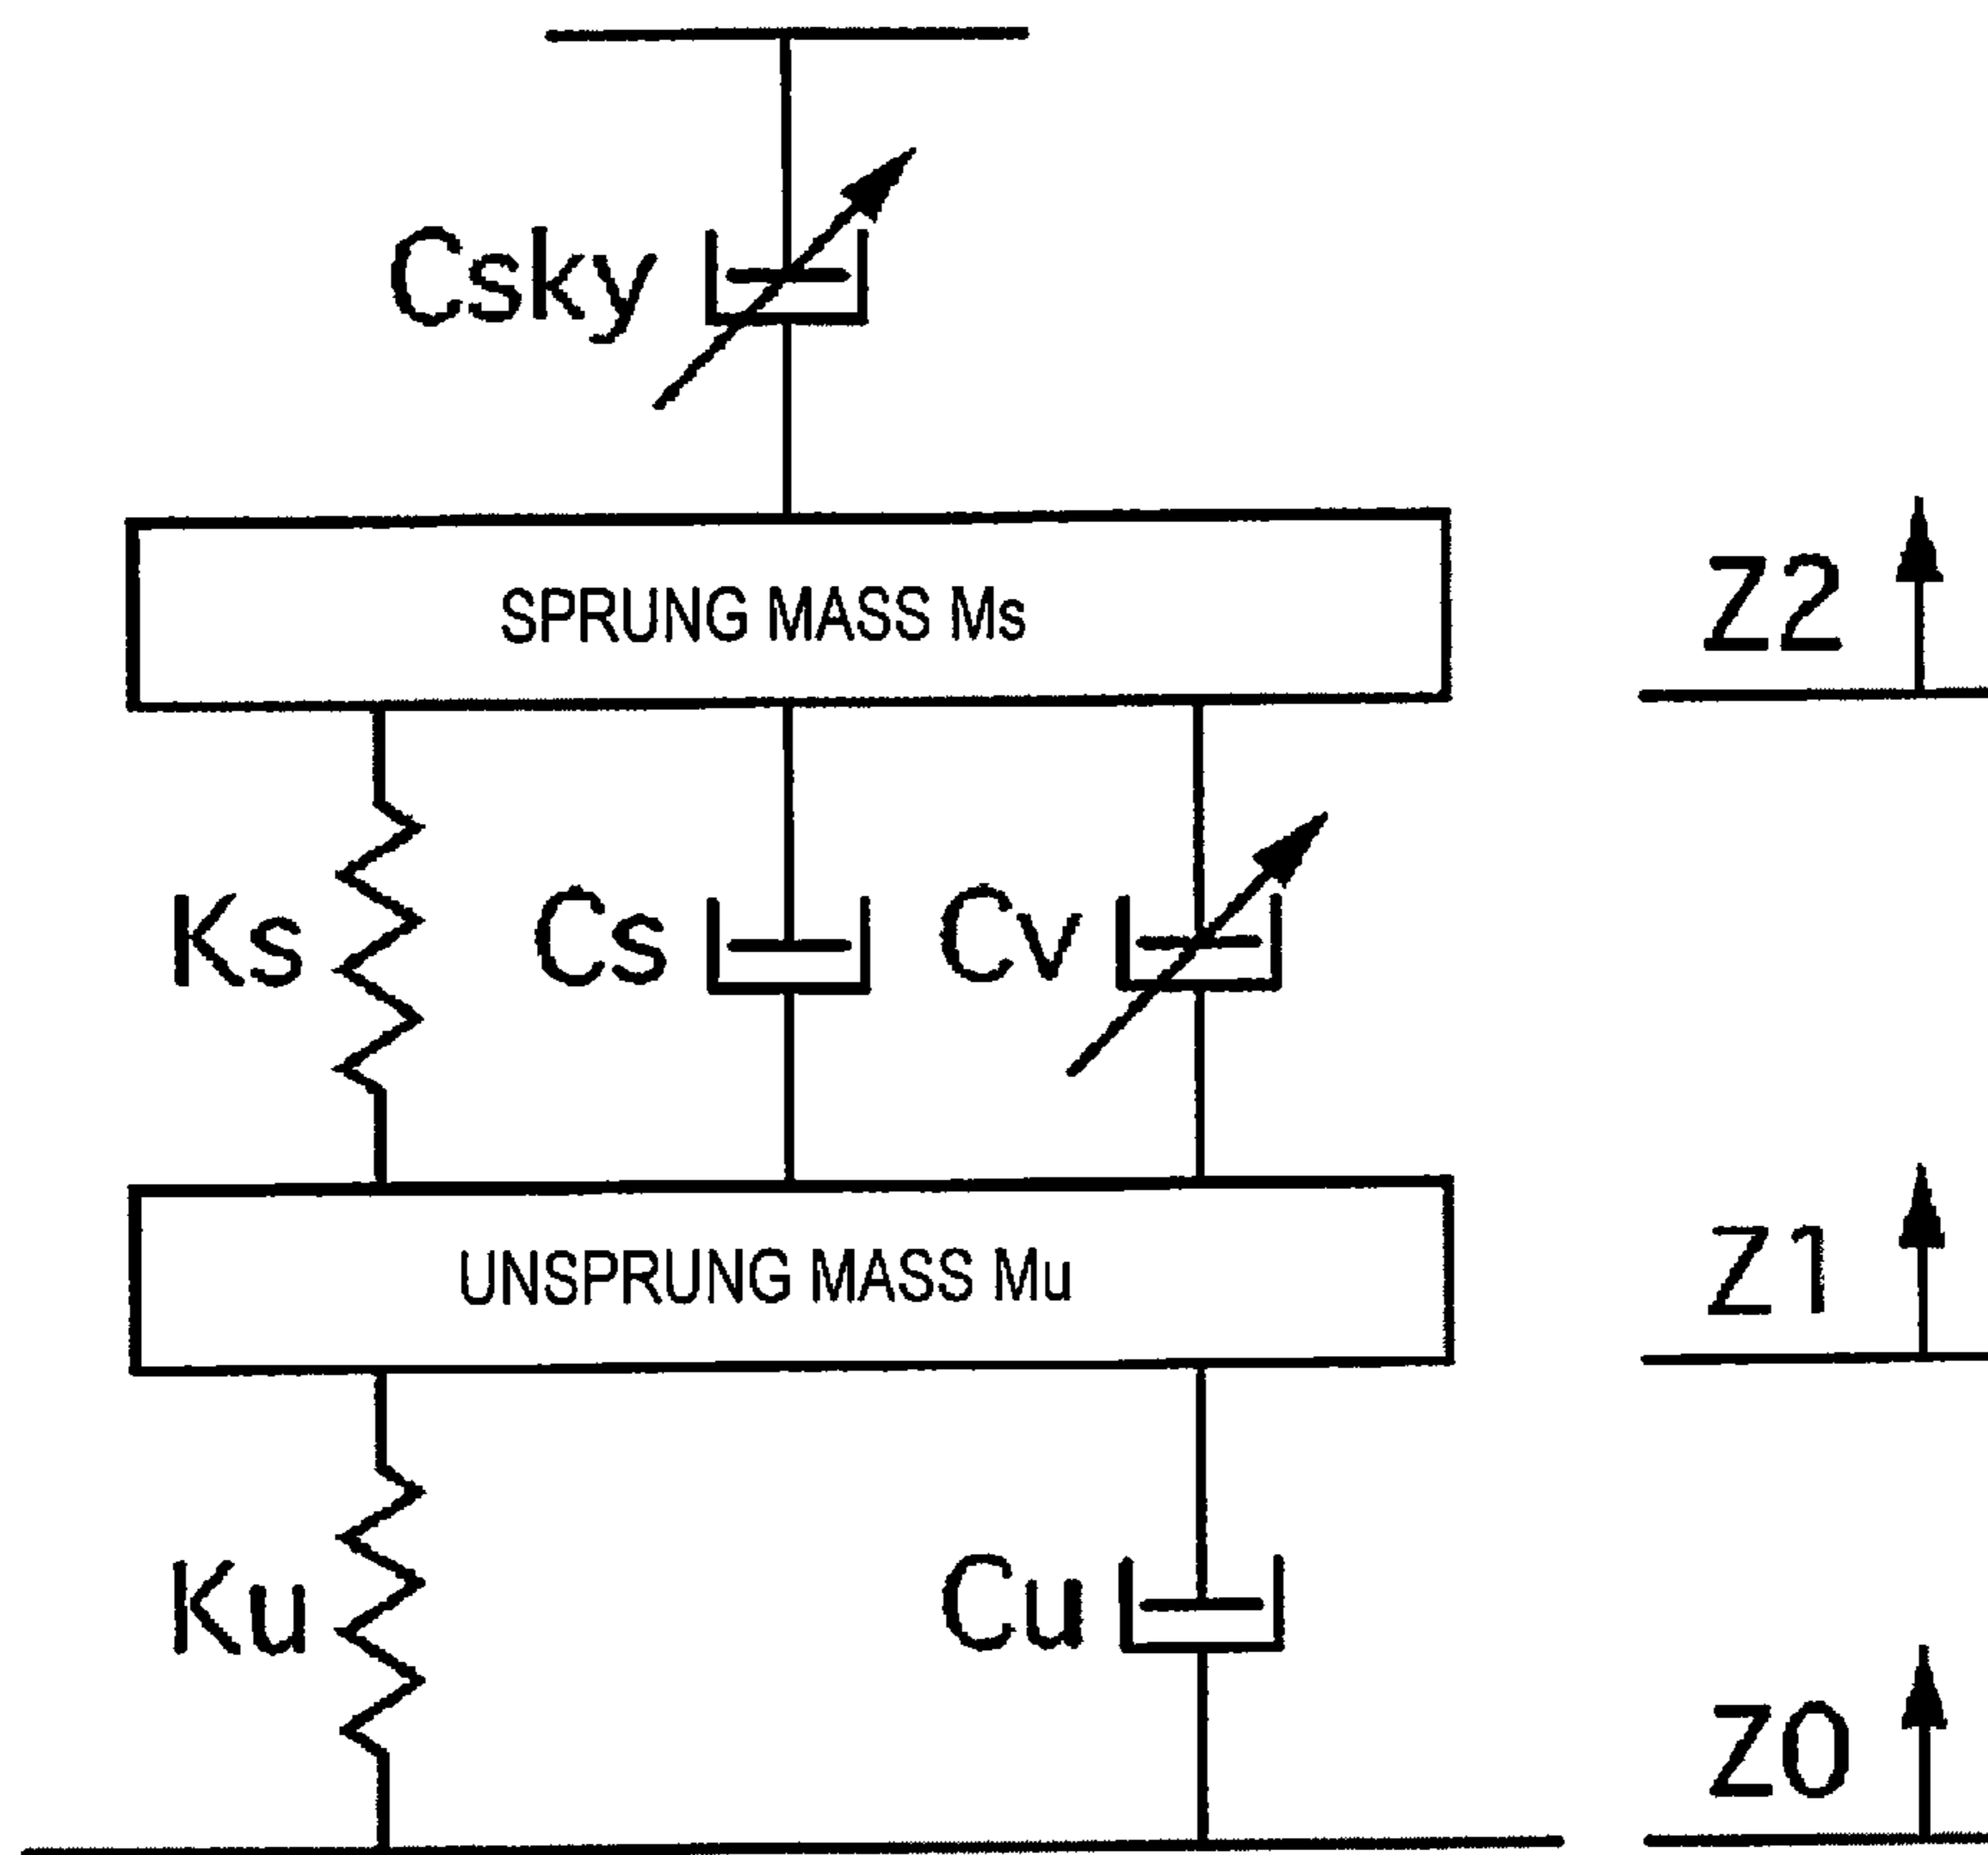 Csky
SPRUNG MASS Ms
Z2
Ks
Cs
Cv
UNSPRUNG MASS Mu
Z1
Ku
Cu
Z0